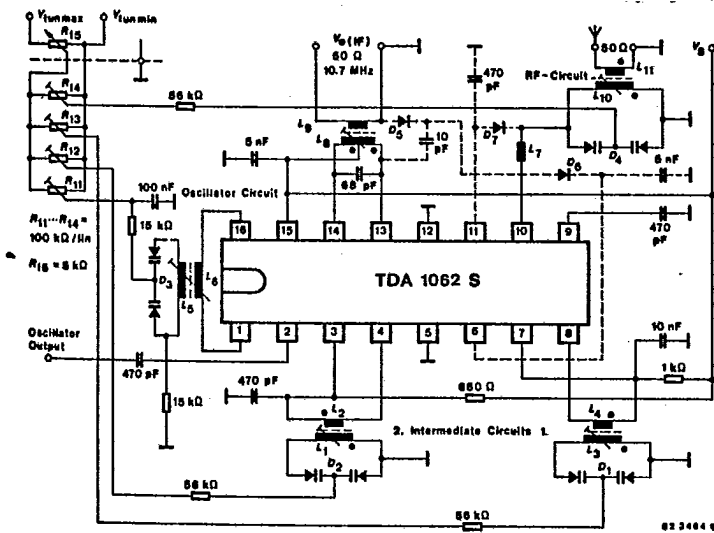 Vtunmax
Vtunmin
R15
R14
R13
R12
R11
R11...R14=
100 kΩ/lin
R15 = 5 kΩ
56 kΩ
100 nF
15 kΩ
D3
L5
L6
Oscillator
Output
470 pF
15 kΩ
Ve (IF)
60 Ω
10.7 MHz
L9
L8
D5
10
pF
5 nF
68 pF
Oscillator Circuit
470
pF
D7
L7
60 Ω
L11
RF-Circuit
L10
D4
D6
5 nF
470
pF
VS
16
15
14
13
12
11
10
9
TDA 1062 S
1
2
3
4
5
6
7
8
10 nF
1 kΩ
470 pF
650 Ω
L2
L1
D2
2. Intermediate Circuits 1.
L4
L3
D1
56 kΩ
56 kΩ
82 3464